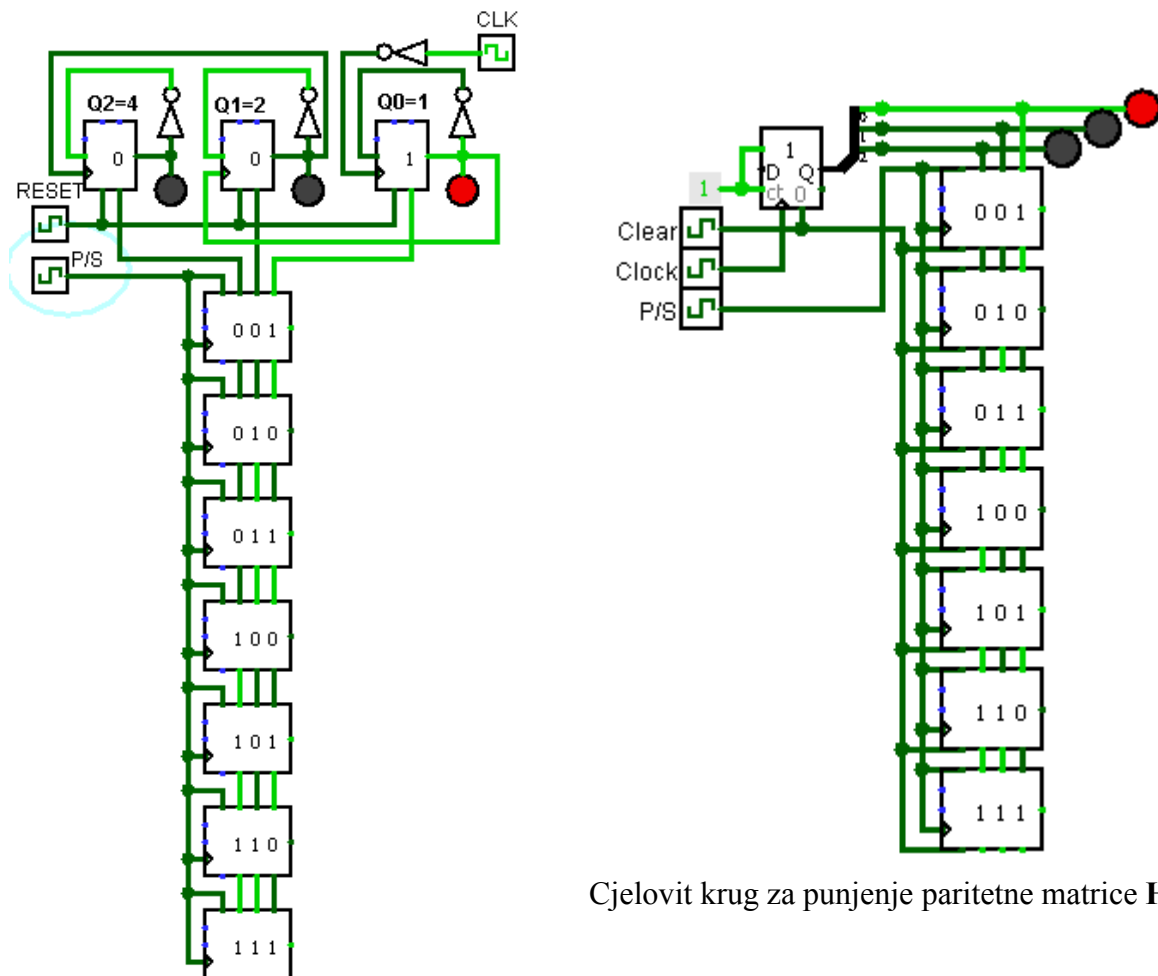 CLK
Q2=4
Q1=2
Q0=1
0
0
1
RESET
P/S
0 0 1
0 1 0
0 1 1
1 0 0
1 0 1
1 1 0
1 1 1
0
1
2
1
D Q
ct 0
1
Clear
Clock
P/S
0 0 1
0 1 0
0 1 1
1 0 0
1 0 1
1 1 0
1 1 1
Cjelovit krug za punjenje paritetne matrice H